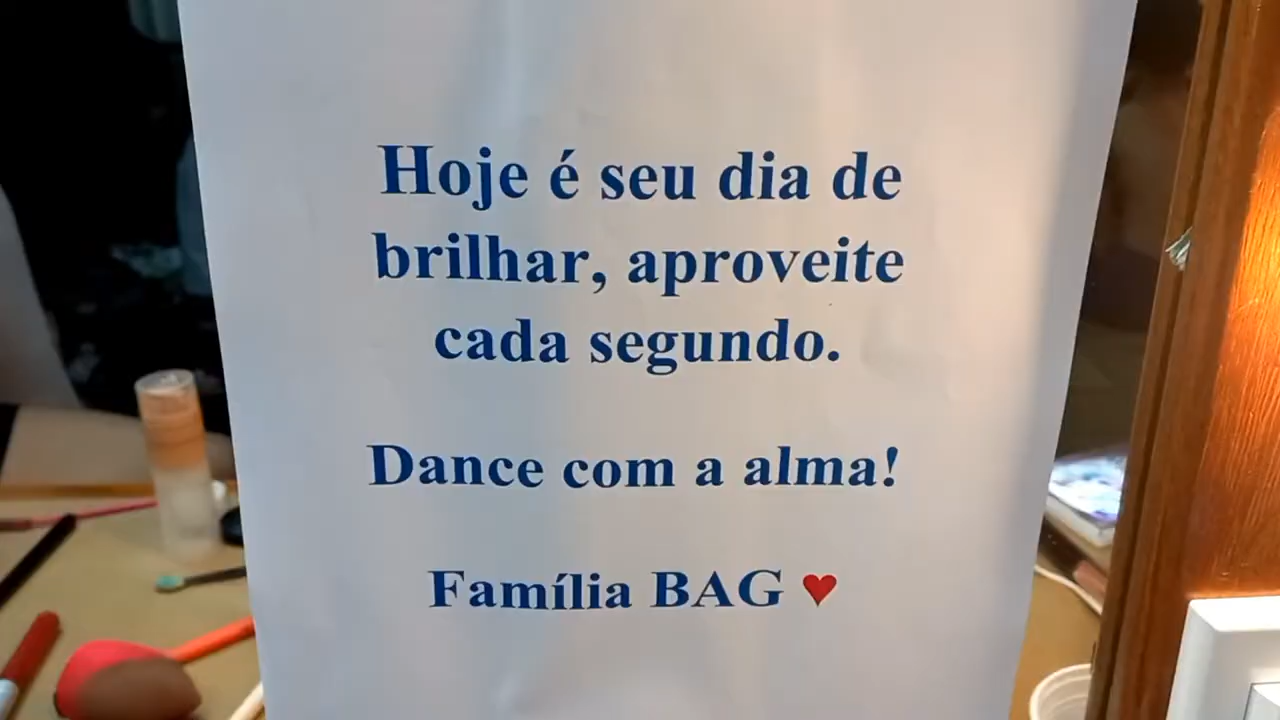 Hoje é seu dia de
brilhar, aproveite
cada segundo.
Dance com a alma!
Família BAG ♥